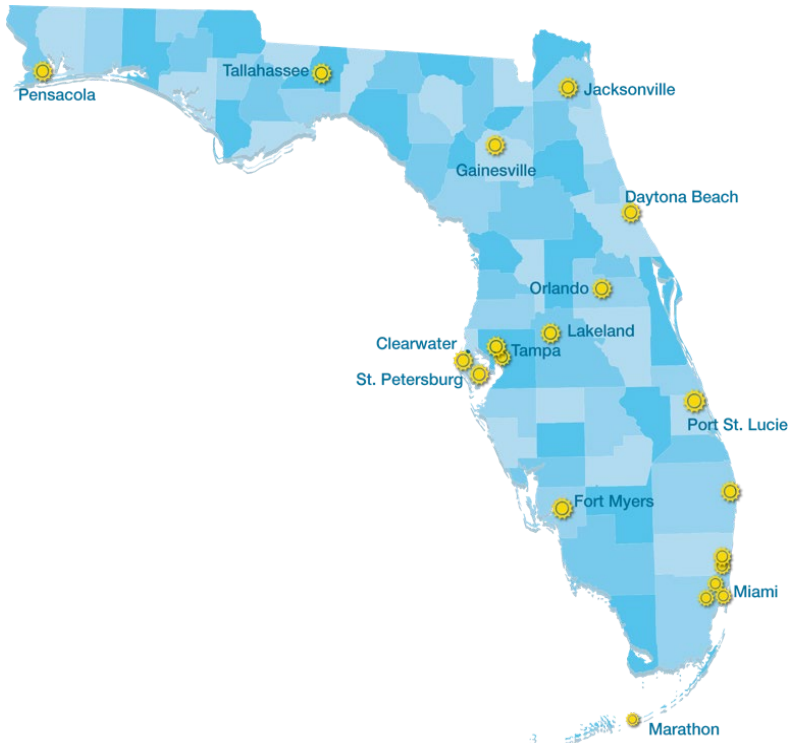 Tallahassee
Pensacola
Jacksonville
Gainesville
Daytona Beach
Orlando
Lakeland
Clearwater
Tampa
St. Petersburg
Port St. Lucie
Fort Myers
Miami
Marathon